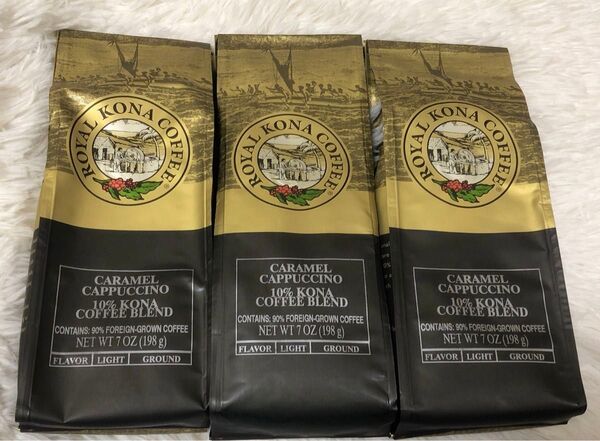 ROYAL KONA COFFEE®
CARAMEL
CAPPUCCINO
10% KONA
COFFEE BLEND
CONTAINS: 90% FOREIGN-GROWN COFFEE
NET WT 7 OZ (198 g)
FLAVOR LIGHT GROUND
ROYAL KONA COFFEE®
CARAMEL
CAPPUCCINO
10% KONA
COFFEE BLEND
CONTAINS: 90% FOREIGN-GROWN COFFEE
NET WT 7 OZ (198 g)
FLAVOR LIGHT GROUND
ROYAL KONA COFFEE®
CARAMEL
CAPPUCCINO
10% KONA
COFFEE BLEND
CONTAINS: 90% FOREIGN-GROWN COFFEE
NET WT 7 OZ (198 g)
FLAVOR LIGHT GROUND